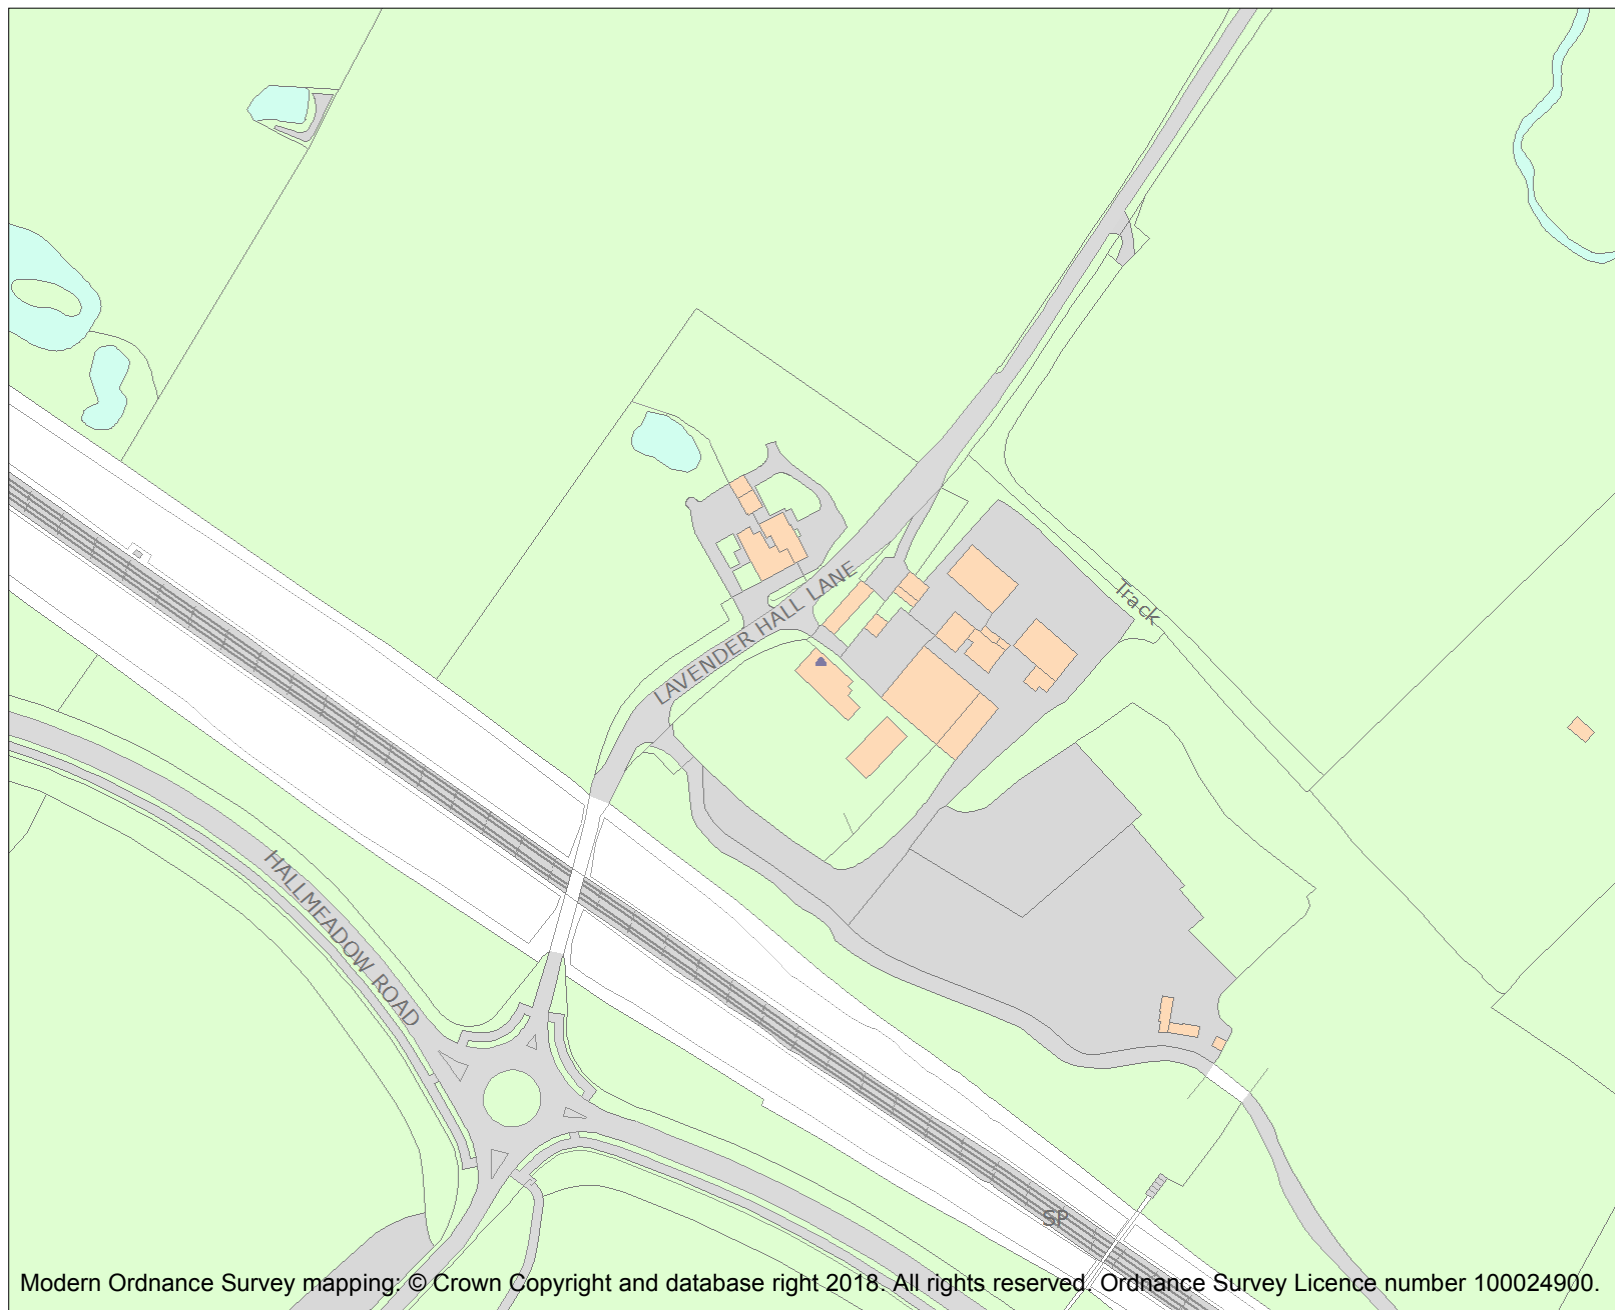 Track
LAVENDER HALL LANE
HALLMEADOW ROAD
SP
Modern Ordnance Survey mapping: © Crown Copyright and database right 2018. All rights reserved. Ordnance Survey Licence number 100024900.